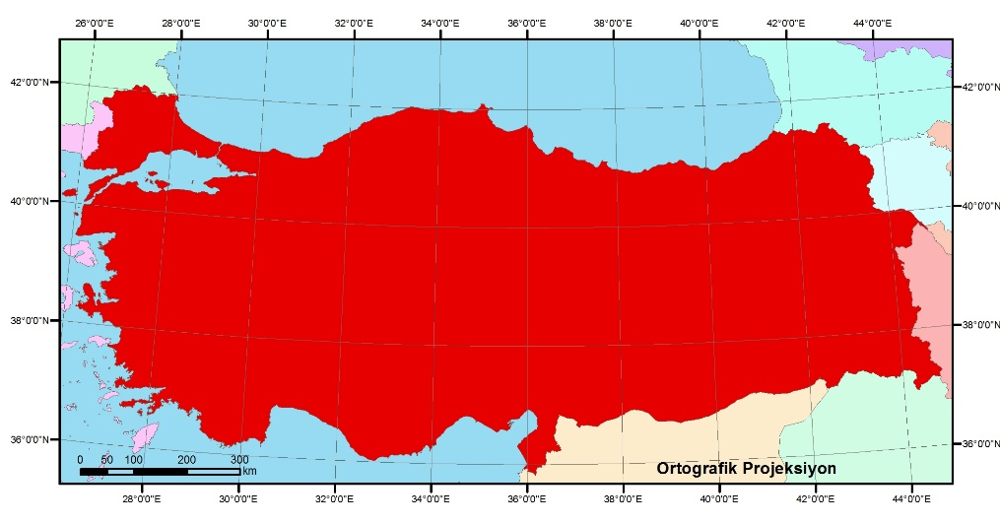 26°0'0"E 28°0'0"E 30°0'0"E 32°0'0"E 34°0'0"E 36°0'0"E 38°0'0"E 40°0'0"E 42°0'0"E 44°0'0"E
42°0'0"N 42°0'0"N
40°0'0"N 40°0'0"N
38°0'0"N 38°0'0"N
36°0'0"N 36°0'0"N
0 50 100 200 300
km
Ortografik Projeksiyon
28°0'0"E 30°0'0"E 32°0'0"E 34°0'0"E 36°0'0"E 38°0'0"E 40°0'0"E 42°0'0"E 44°0'0"E